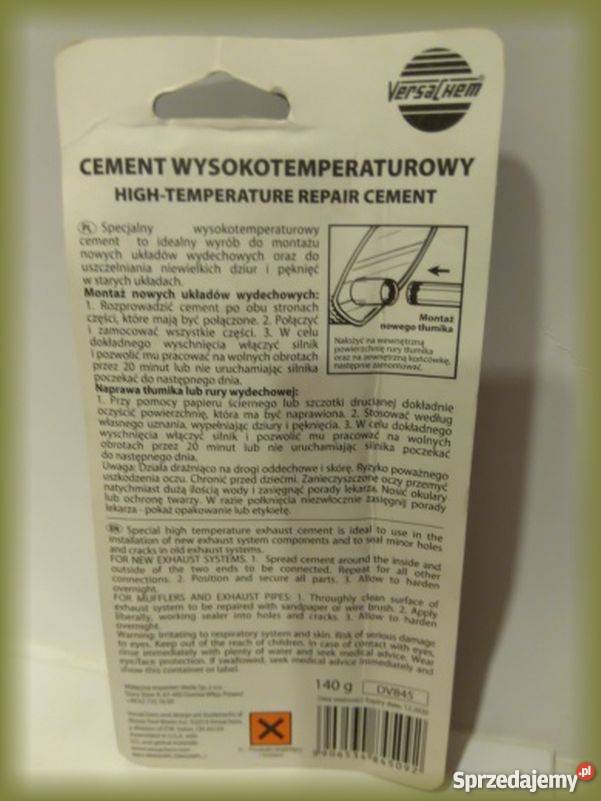 VERSACHEM®
CEMENT WYSOKOTEMPERATUROWY
HIGH-TEMPERATURE REPAIR CEMENT
PL Specjalny wysokotemperaturowy
cement to idealny wyrób do montażu
nowych układów wydechowych oraz do
uszczelniania niewielkich dziur i pęknięć
w starych układach.
Montaż nowych układów wydechowych:
1. Rozprowadzić cement po obu stronach
części, które mają być połączone. 2. Połączyć
i zamocować wszystkie części. 3. W celu
dokładnego wyschnięcia włączyć silnik
i pozwolić mu pracować na wolnych obrotach
przez 20 minut lub nie uruchamiając silnika
poczekać do następnego dnia.
Montaż
nowego tłumika
Nałożyć na wewnętrzną
powierzchnię rury tłumika
oraz na zewnętrzną końcówkę,
następnie zamontować.
Naprawa tłumika lub rury wydechowej:
1. Przy pomocy papieru ściernego lub szczotki drucianej dokładnie
oczyścić powierzchnię, która ma być naprawiona. 2. Stosować według
własnego uznania, wypełniając dziury i pęknięcia. 3. W celu dokładnego
wyschnięcia włączyć silnik i pozwolić mu pracować na wolnych
obrotach przez 20 minut lub nie uruchamiając silnika poczekać
do następnego dnia.
Uwaga: Działa drażniąco na drogi oddechowe i skórę. Ryzyko poważnego
uszkodzenia oczu. Chronić przed dziećmi. Zanieczyszczone oczy przemyć
natychmiast dużą ilością wody i zasięgnąć porady lekarza. Nosić okulary
lub ochronę twarzy. W razie połknięcia niezwłocznie zasięgnij porady
lekarza - pokaż opakowanie lub etykietę.
EN Special high temperature exhaust cement is ideal to use in the
installation of new exhaust system components and to seal minor holes
and cracks in old exhaust systems.
FOR NEW EXHAUST SYSTEMS. 1. Spread cement around the inside and
outside of the two ends to be connected. Repeat for all other
connections. 2. Position and secure all parts. 3. Allow to harden
overnight.
FOR MUFFLERS AND EXHAUST PIPES: 1. Throughly clean surface of
exhaust system to be repaired with sandpaper or wire brush. 2. Apply
liberally, working sealer into holes and cracks. 3. Allow to harden
overnight.
Warning: Irritating to respiratory system and skin. Risk of serious damage
to eyes. Keep out of the reach of children. In case of contact with eyes,
rinse immediately with plenty of water and seek medical advice. Wear
eye/face protection. If swallowed, seek medical advice immediately and
show this container or label.
140 g
DV845
Sprzedajemy.pl